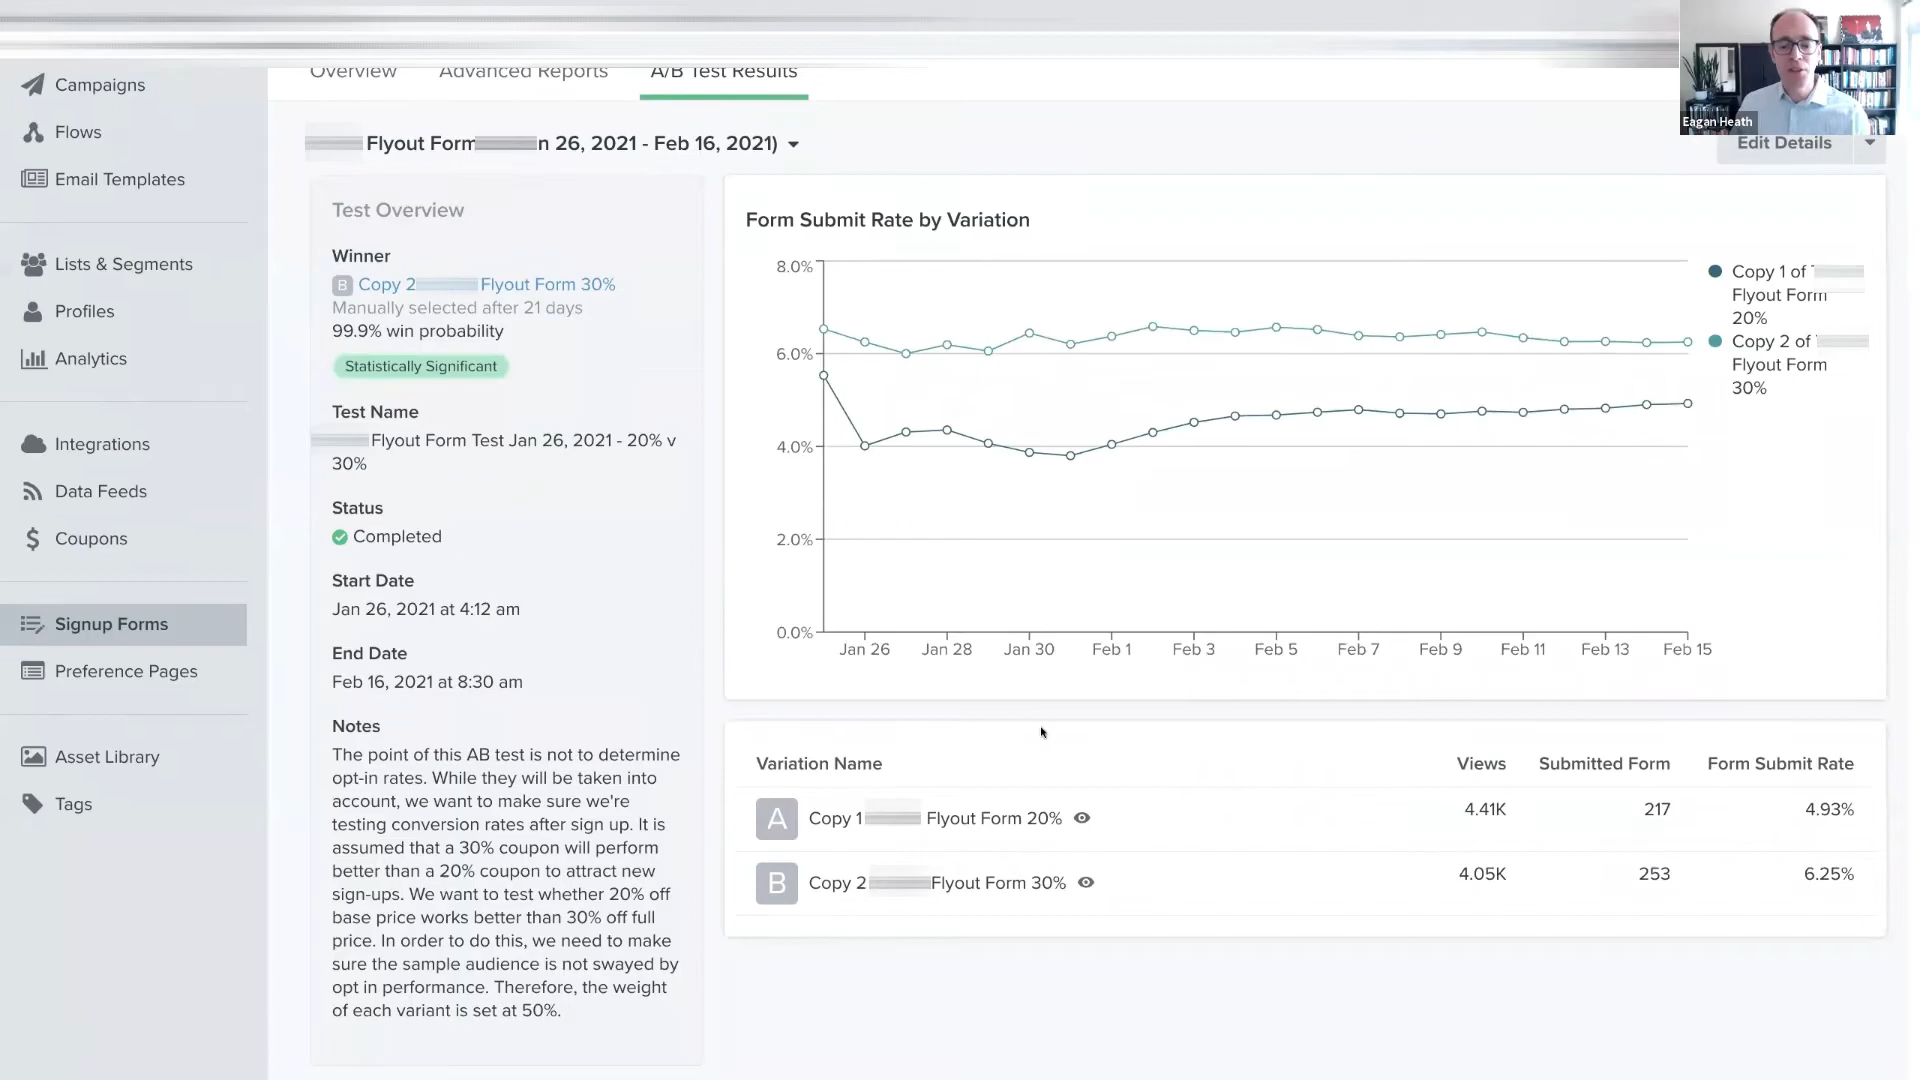 Campaigns
Flows
Email Templates
Lists & Segments
Profiles
Analytics
Integrations
Data Feeds
Coupons
Signup Forms
Preference Pages
Asset Library
Tags
Overview Advanced Reports A/B Test Results
Eagan Heath
Flyout Form n 26, 2021 - Feb 16, 2021)
Edit Details
Test Overview
Winner
B Copy 2 Flyout Form 30%
Manually selected after 21 days
99.9% win probability
Statistically Significant
Test Name
Flyout Form Test Jan 26, 2021 - 20% v
30%
Status
Completed
Start Date
Jan 26, 2021 at 4:12 am
End Date
Feb 16, 2021 at 8:30 am
Notes
The point of this AB test is not to determine
opt-in rates. While they will be taken into
account, we want to make sure we're
testing conversion rates after sign up. It is
assumed that a 30% coupon will perform
better than a 20% coupon to attract new
sign-ups. We want to test whether 20% off
base price works better than 30% off full
price. In order to do this, we need to make
sure the sample audience is not swayed by
opt in performance. Therefore, the weight
of each variant is set at 50%.
Form Submit Rate by Variation
8.0%
6.0%
4.0%
2.0%
0.0%
Jan 26 Jan 28 Jan 30 Feb 1 Feb 3 Feb 5 Feb 7 Feb 9 Feb 11 Feb 13 Feb 15
Copy 1 of
Flyout Form
20%
Copy 2 of
Flyout Form
30%
Variation Name Views Submitted Form Form Submit Rate
A Copy 1 Flyout Form 20% 4.41K 217 4.93%
B Copy 2 Flyout Form 30% 4.05K 253 6.25%